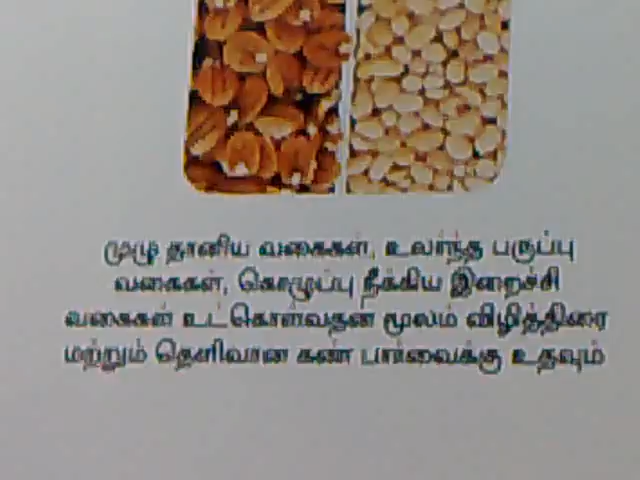 முழு தானிய வகைகள், உலர்ந்த பருப்பு
வகைகள், கொழுப்பு நீக்கிய இறைச்சி
வகைகள் உட்கொள்வதன் மூலம் விழித்திரை
மற்றும் தெளிவான கண் பார்வைக்கு உதவும்